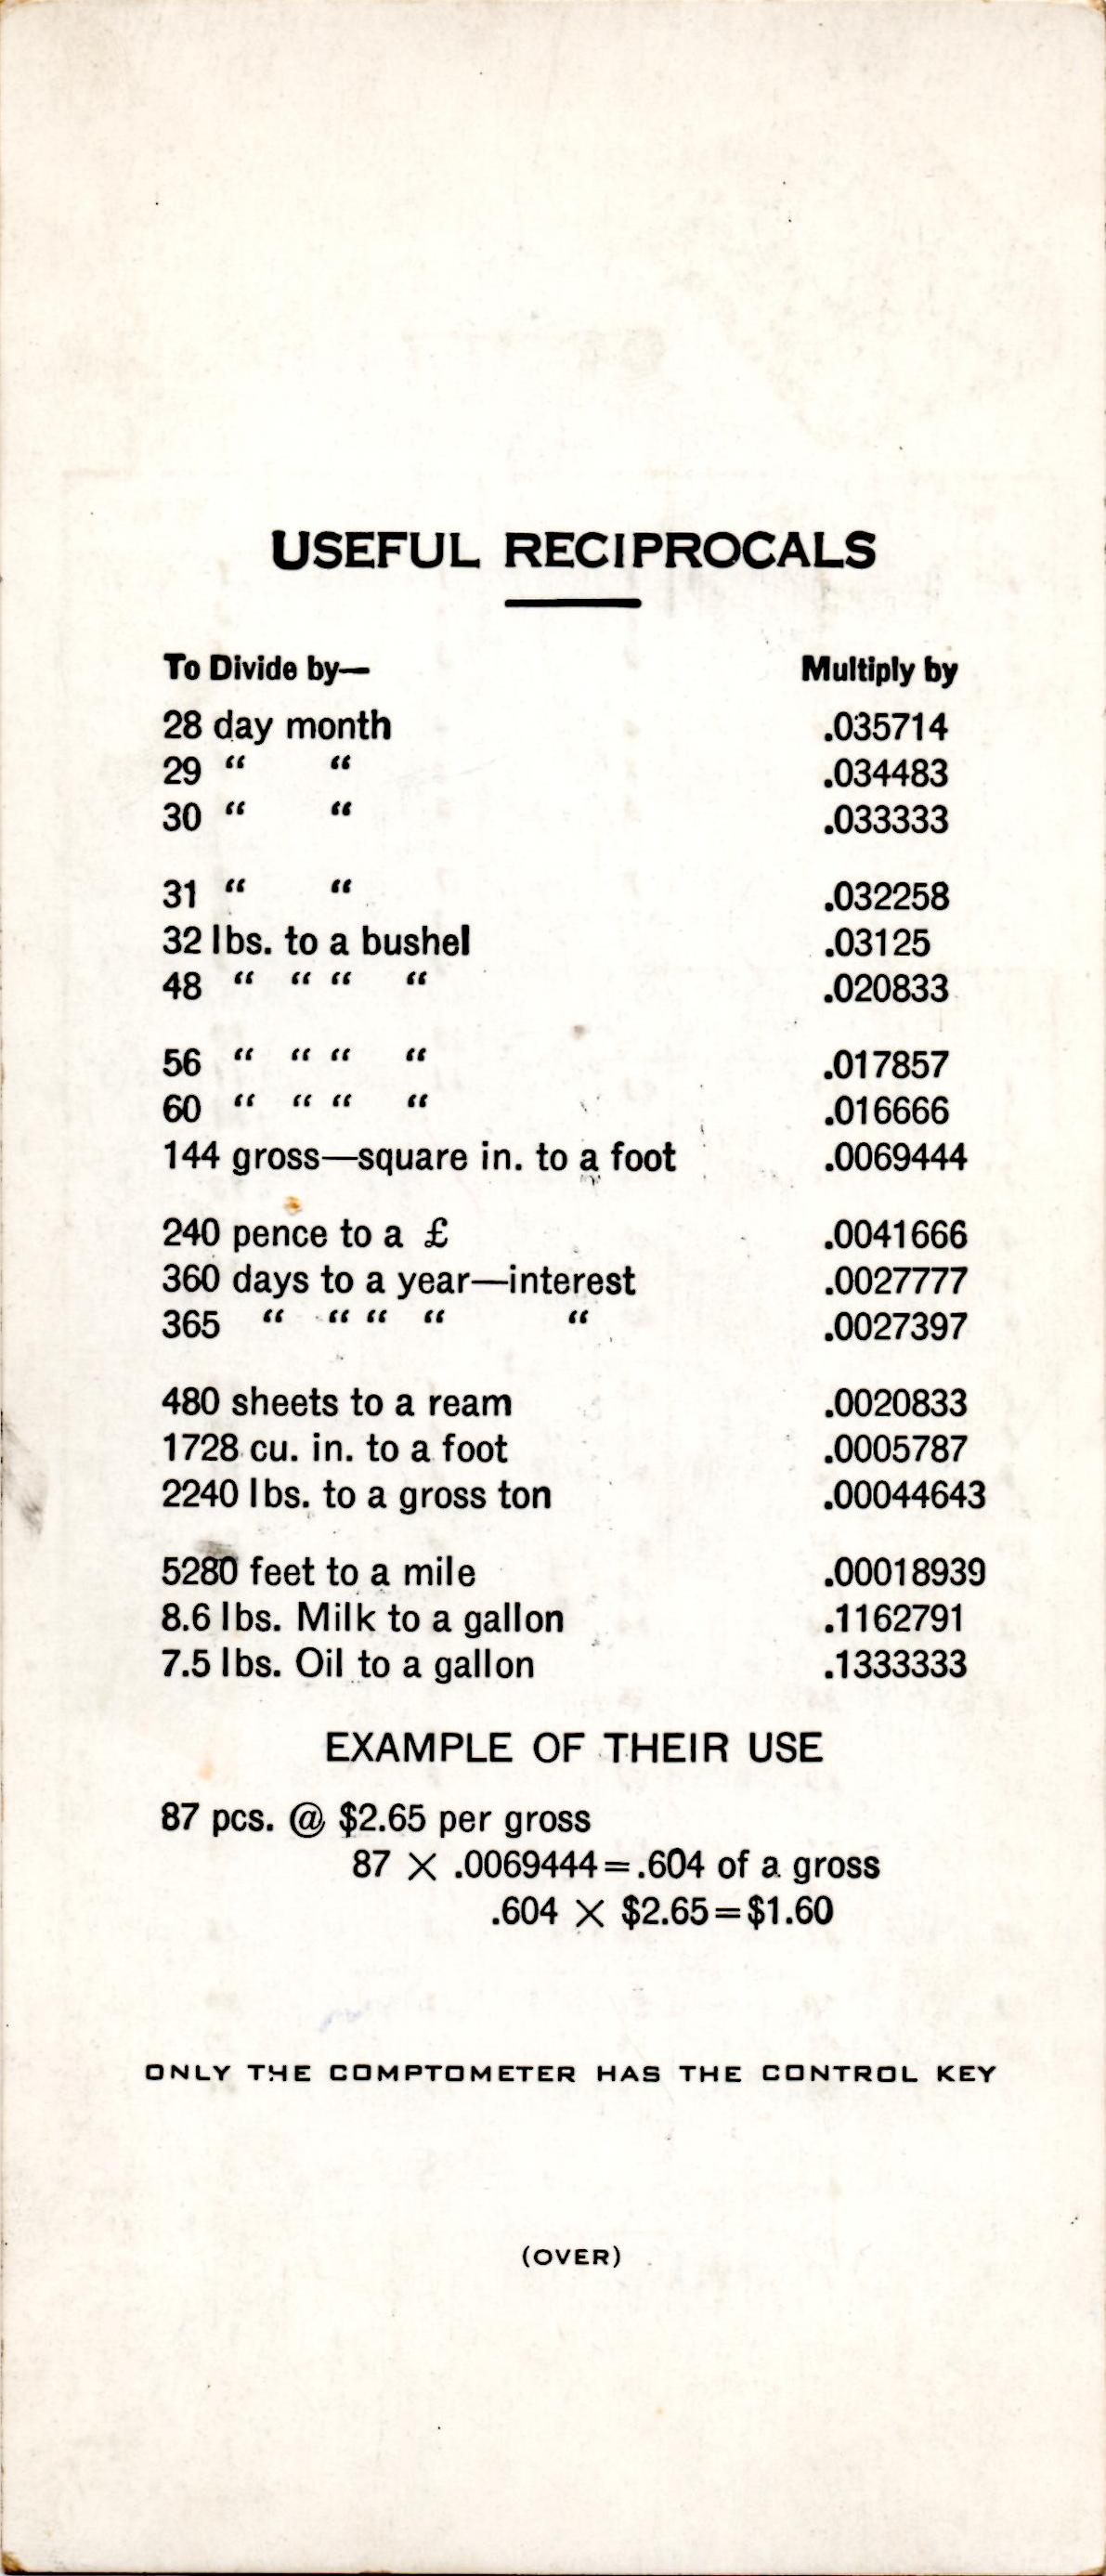 USEFUL RECIPROCALS
To Divide by— Multiply by
28 day month .035714
29 “ “ .034483
30 “ “ .033333
31 “ “ .032258
32 lbs. to a bushel .03125
48 “ “ “ “ .020833
56 “ “ “ “ .017857
60 “ “ “ “ .016666
144 gross—square in. to a foot .0069444
240 pence to a £ .0041666
360 days to a year—interest .0027777
365 “ “ “ “ “ .0027397
480 sheets to a ream .0020833
1728 cu. in. to a foot .0005787
2240 lbs. to a gross ton .00044643
5280 feet to a mile .00018939
8.6 lbs. Milk to a gallon .1162791
7.5 lbs. Oil to a gallon .1333333
EXAMPLE OF THEIR USE
87 pcs. @ $2.65 per gross
87 × .0069444=.604 of a gross
.604 × $2.65=$1.60
ONLY THE COMPTOMETER HAS THE CONTROL KEY
(OVER)